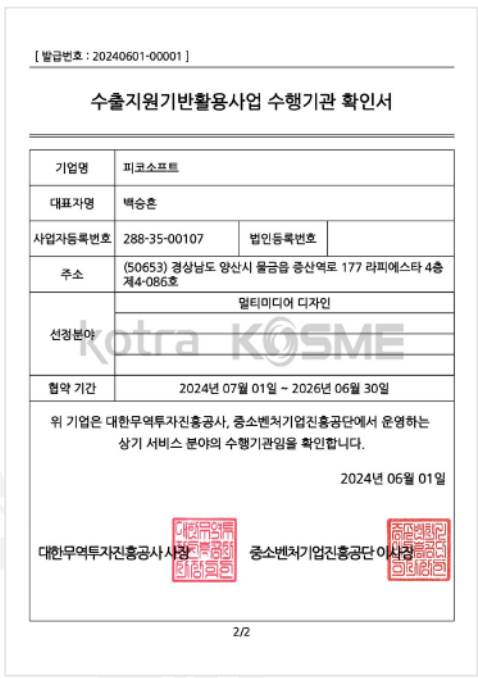 [ 발급번호 : 20240601-00001 ]
수출지원기반활용사업 수행기관 확인서
기업명 피코소프트
대표자명 백승훈
사업자등록번호 288-35-00107 법인등록번호
주소 (50653) 경상남도 양산시 물금읍 증산역로 177 라피에스타 4층
제4-086호
선정분야 멀티미디어 디자인
kotra KOSME
협약 기간 2024년 07월 01일 ~ 2026년 06월 30일
위 기업은 대한무역투자진흥공사, 중소벤처기업진흥공단에서 운영하는
상기 서비스 분야의 수행기관임을 확인합니다.
2024년 06월 01일
대한무역투자진흥공사 사장 중소벤처기업진흥공단 이사장
2/2